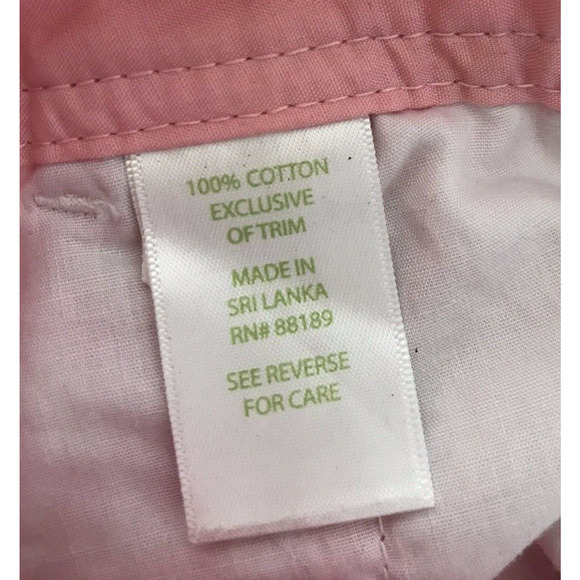 100% COTTON
EXCLUSIVE
OF TRIM
MADE IN
SRI LANKA
RN# 88189
SEE REVERSE
FOR CARE